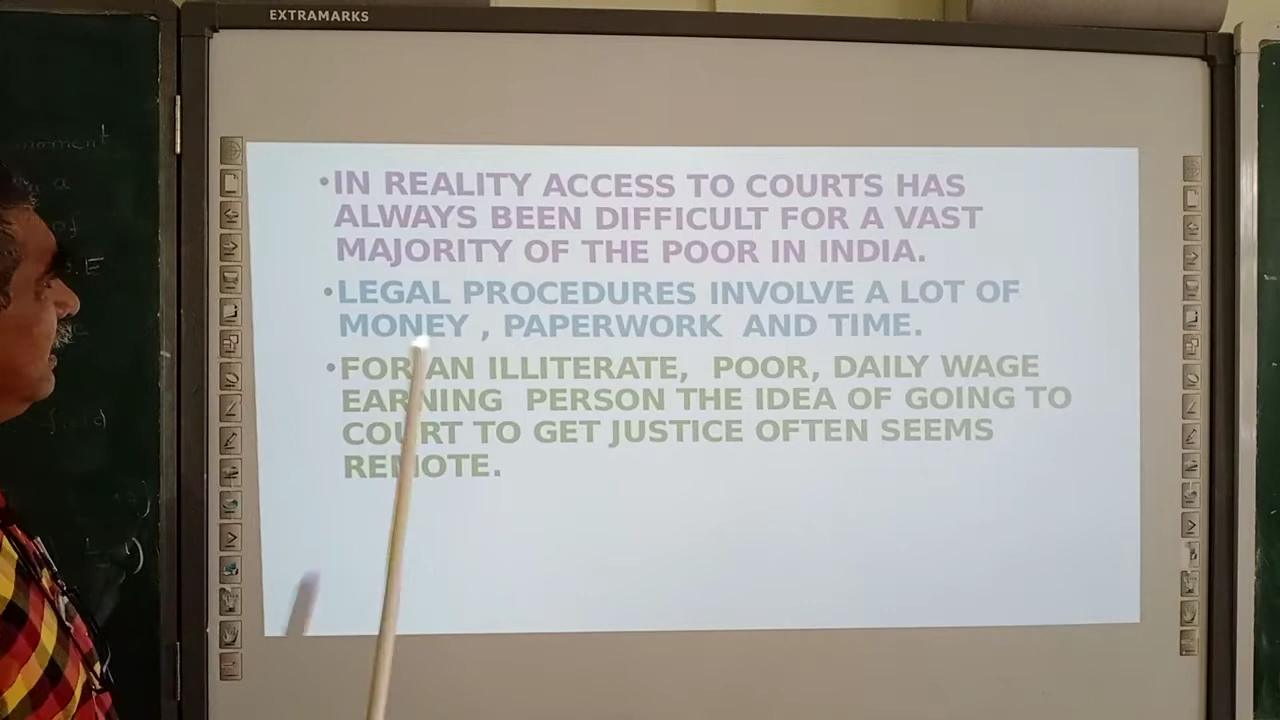 EXTRAMARKS
•IN REALITY ACCESS TO COURTS HAS
ALWAYS BEEN DIFFICULT FOR A VAST
MAJORITY OF THE POOR IN INDIA.
•LEGAL PROCEDURES INVOLVE A LOT OF
MONEY , PAPERWORK AND TIME.
•FOR AN ILLITERATE, POOR, DAILY WAGE
EARNING PERSON THE IDEA OF GOING TO
COURT TO GET JUSTICE OFTEN SEEMS
REMOTE.
a
of
field